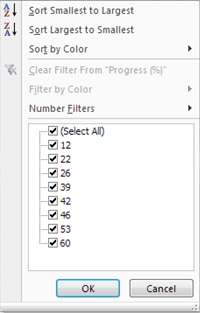 A
Z
Sort Smallest to Largest
Z
A
Sort Largest to Smallest
Sort by Color
Clear Filter From "Progress (%)"
Filter by Color
Number Filters
(Select All)
12
22
26
39
42
46
53
60
OK
Cancel